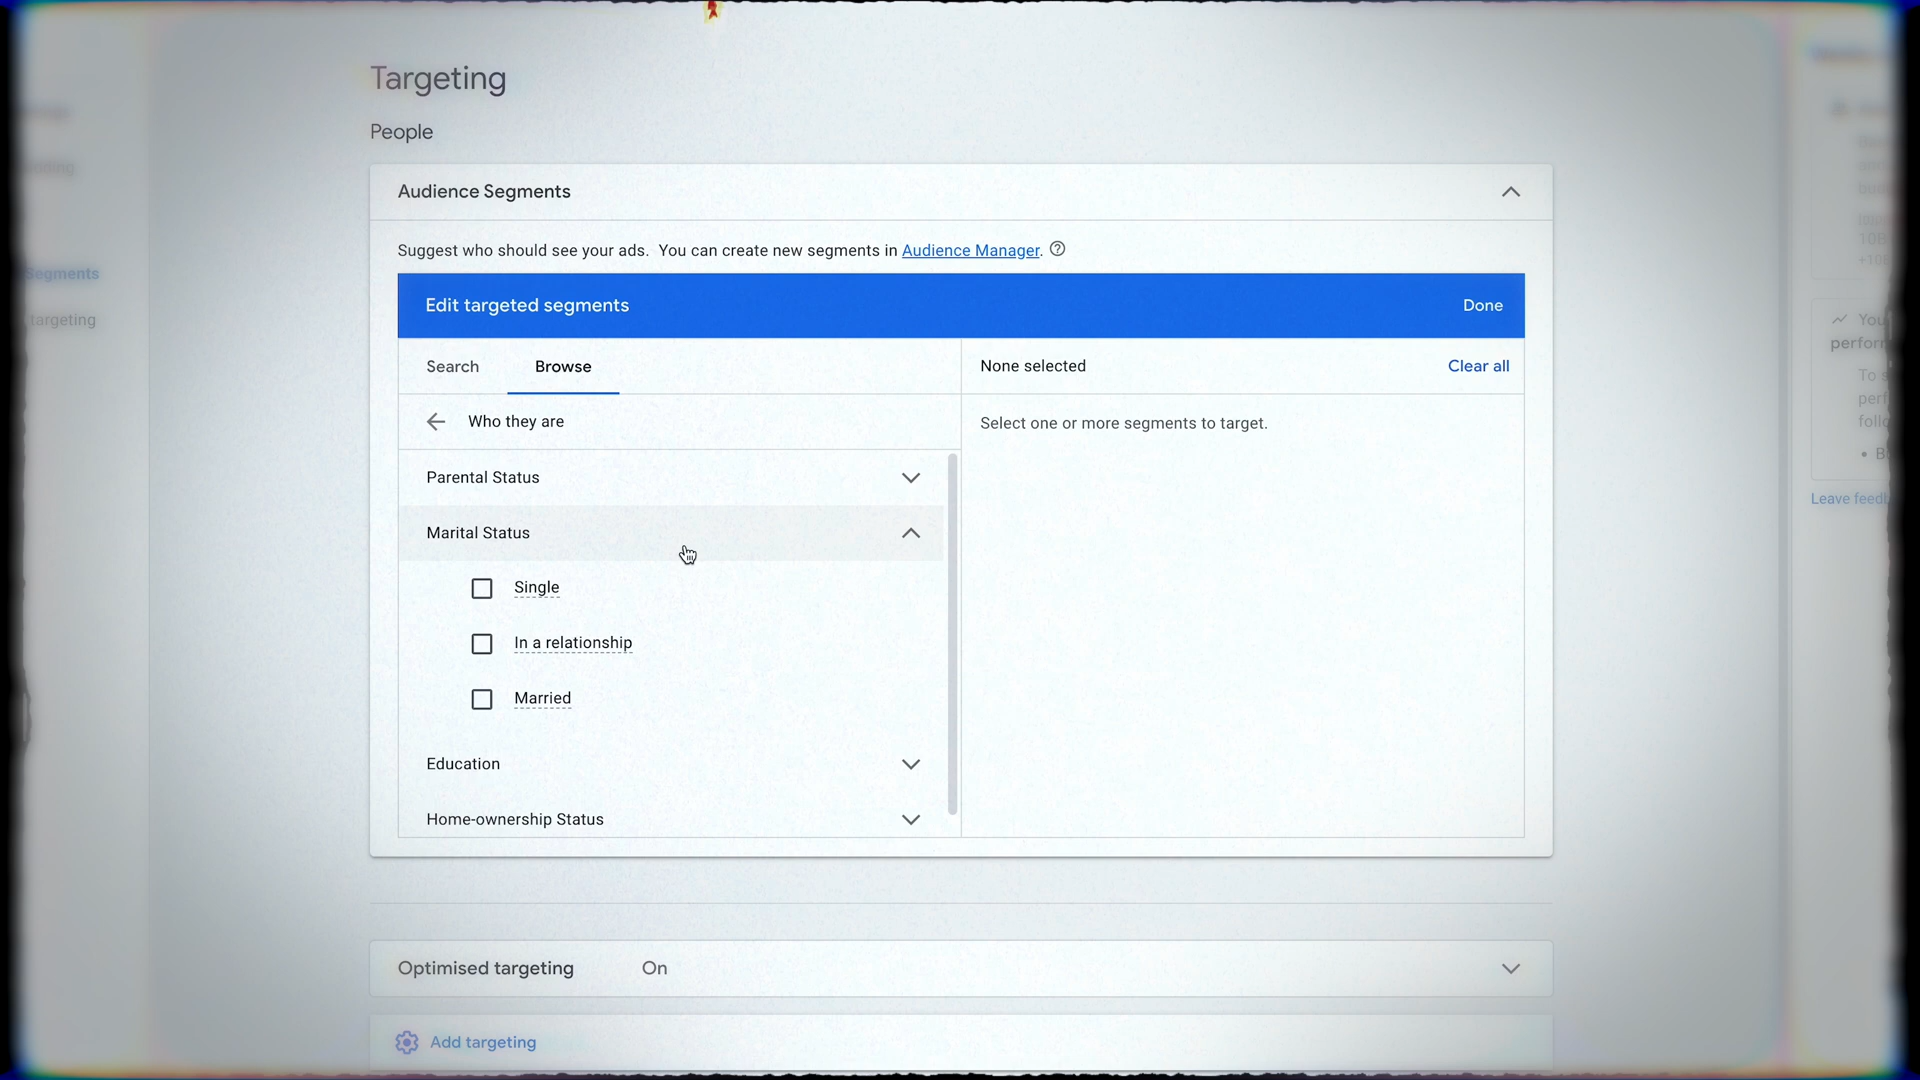 Targeting
People
Audience Segments
Suggest who should see your ads. You can create new segments in Audience Manager.
Edit targeted segments
Done
Search
Browse
None selected
Clear all
Who they are
Select one or more segments to target.
Parental Status
Marital Status
Single
In a relationship
Married
Education
Home-ownership Status
Optimised targeting
On
Add targeting
Segments
targeting
You
To
Leave